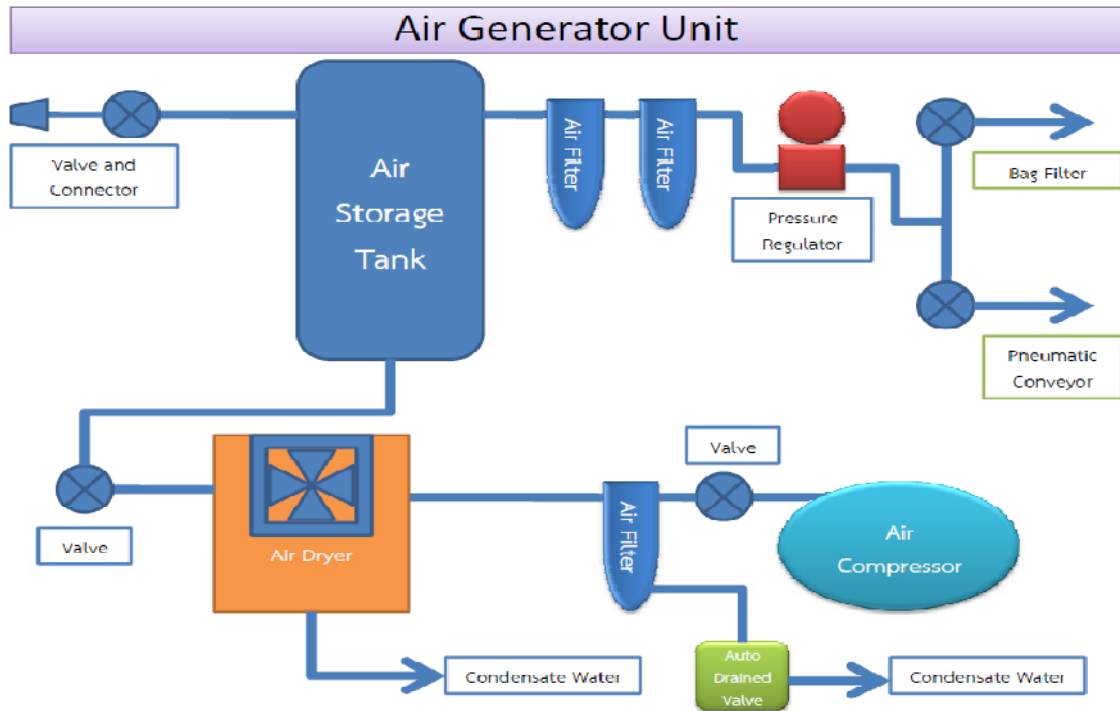 Air Generator Unit
Valve and
Connector
Air
Storage
Tank
Air Filter
Air Filter
Pressure
Regulator
Bag Filter
Pneumatic
Conveyor
Valve
Air Dryer
Air Filter
Valve
Air
Compressor
Condensate Water
Auto
Drained
Valve
Condensate Water